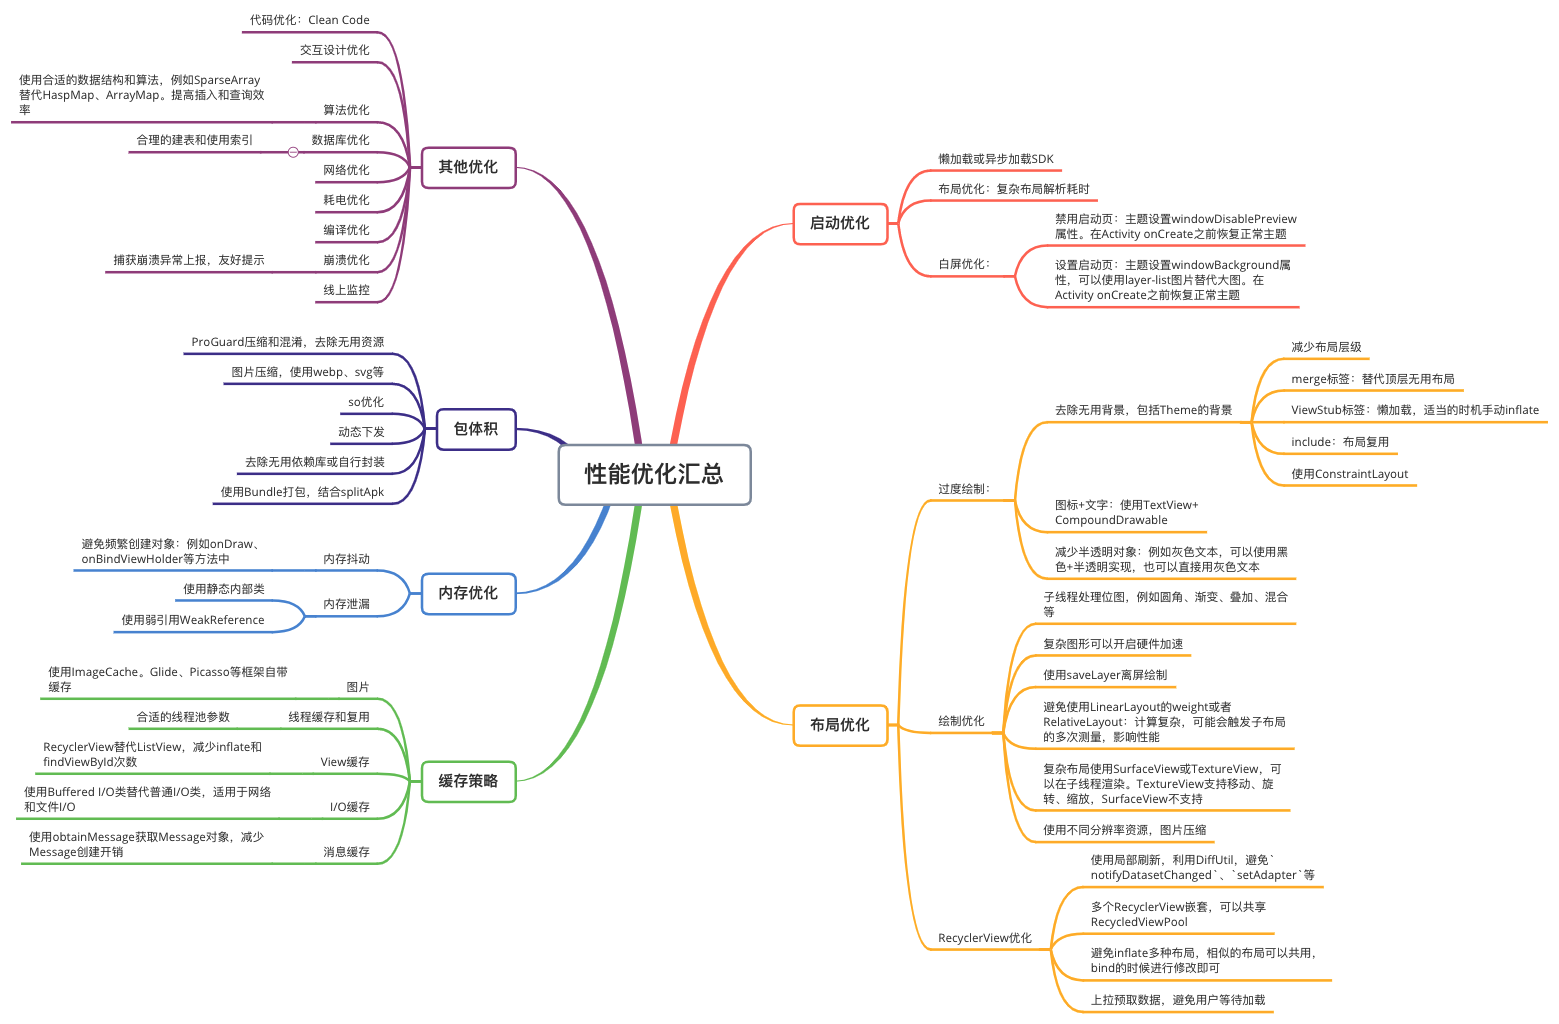 性能优化汇总
启动优化
懒加载或异步加载SDK
布局优化：复杂布局解析耗时
白屏优化：
禁用启动页：主题设置windowDisablePreview
属性。在Activity onCreate之前恢复正常主题
设置启动页：主题设置windowBackground属
性，可以使用layer-list图片替代大图。在
Activity onCreate之前恢复正常主题
布局优化
过度绘制：
去除无用背景，包括Theme的背景
减少布局层级
merge标签：替代顶层无用布局
ViewStub标签：懒加载，适当的时机手动inflate
include：布局复用
使用ConstraintLayout
图标+文字：使用TextView+
CompoundDrawable
减少半透明对象：例如灰色文本，可以使用黑
色+半透明实现，也可以直接用灰色文本
绘制优化
子线程处理位图，例如圆角、渐变、叠加、混合
等
复杂图形可以开启硬件加速
使用saveLayer离屏绘制
避免使用LinearLayout的weight或者
RelativeLayout：计算复杂，可能会触发子布局
的多次测量，影响性能
复杂布局使用SurfaceView或TextureView，可
以在子线程渲染。TextureView支持移动、旋
转、缩放，SurfaceView不支持
使用不同分辨率资源，图片压缩
RecyclerView优化
使用局部刷新，利用DiffUtil，避免`
notifyDatasetChanged`、`setAdapter`等
多个RecyclerView嵌套，可以共享
RecycledViewPool
避免inflate多种布局，相似的布局可以共用，
bind的时候进行修改即可
上拉预取数据，避免用户等待加载
其他优化
代码优化：Clean Code
交互设计优化
算法优化
使用合适的数据结构和算法，例如SparseArray
替代HaspMap、ArrayMap。提高插入和查询效
率
数据库优化
合理的建表和使用索引
网络优化
耗电优化
编译优化
崩溃优化
捕获崩溃异常上报，友好提示
线上监控
包体积
ProGuard压缩和混淆，去除无用资源
图片压缩，使用webp、svg等
so优化
动态下发
去除无用依赖库或自行封装
使用Bundle打包，结合splitApk
内存优化
内存抖动
避免频繁创建对象：例如onDraw、
onBindViewHolder等方法中
内存泄漏
使用静态内部类
使用弱引用WeakReference
缓存策略
图片
使用ImageCache。Glide、Picasso等框架自带
缓存
线程缓存和复用
合适的线程池参数
View缓存
RecyclerView替代ListView，减少inflate和
findViewById次数
I/O缓存
使用Buffered I/O类替代普通I/O类，适用于网络
和文件I/O
消息缓存
使用obtainMessage获取Message对象，减少
Message创建开销